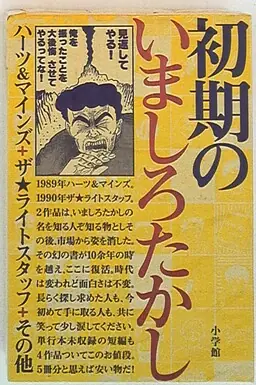 初期の
いましろたかし
ハーツ&マインズ+ザ★ライトスタッフ+その他
見返して
やる!
俺を
振ったことを
大後悔させて
やるってな!
1989年ハーツ&マインズ。
1990年ザ★ライトスタッフ。
2作品は、いましろたかし
の名を知る人ぞ知る物とし
その後、市場から姿を消した。
その幻の書が10余年の時
を越え、ここに復活。時代
は変われど面白さは不変。
長らく探し求めた人も、今
初めて手に取る人も、共に
笑って少し涙してください。
単行本未収録の短編も
4作品ついてこのお値段。
5冊分と思えば安い物だ!
小学館